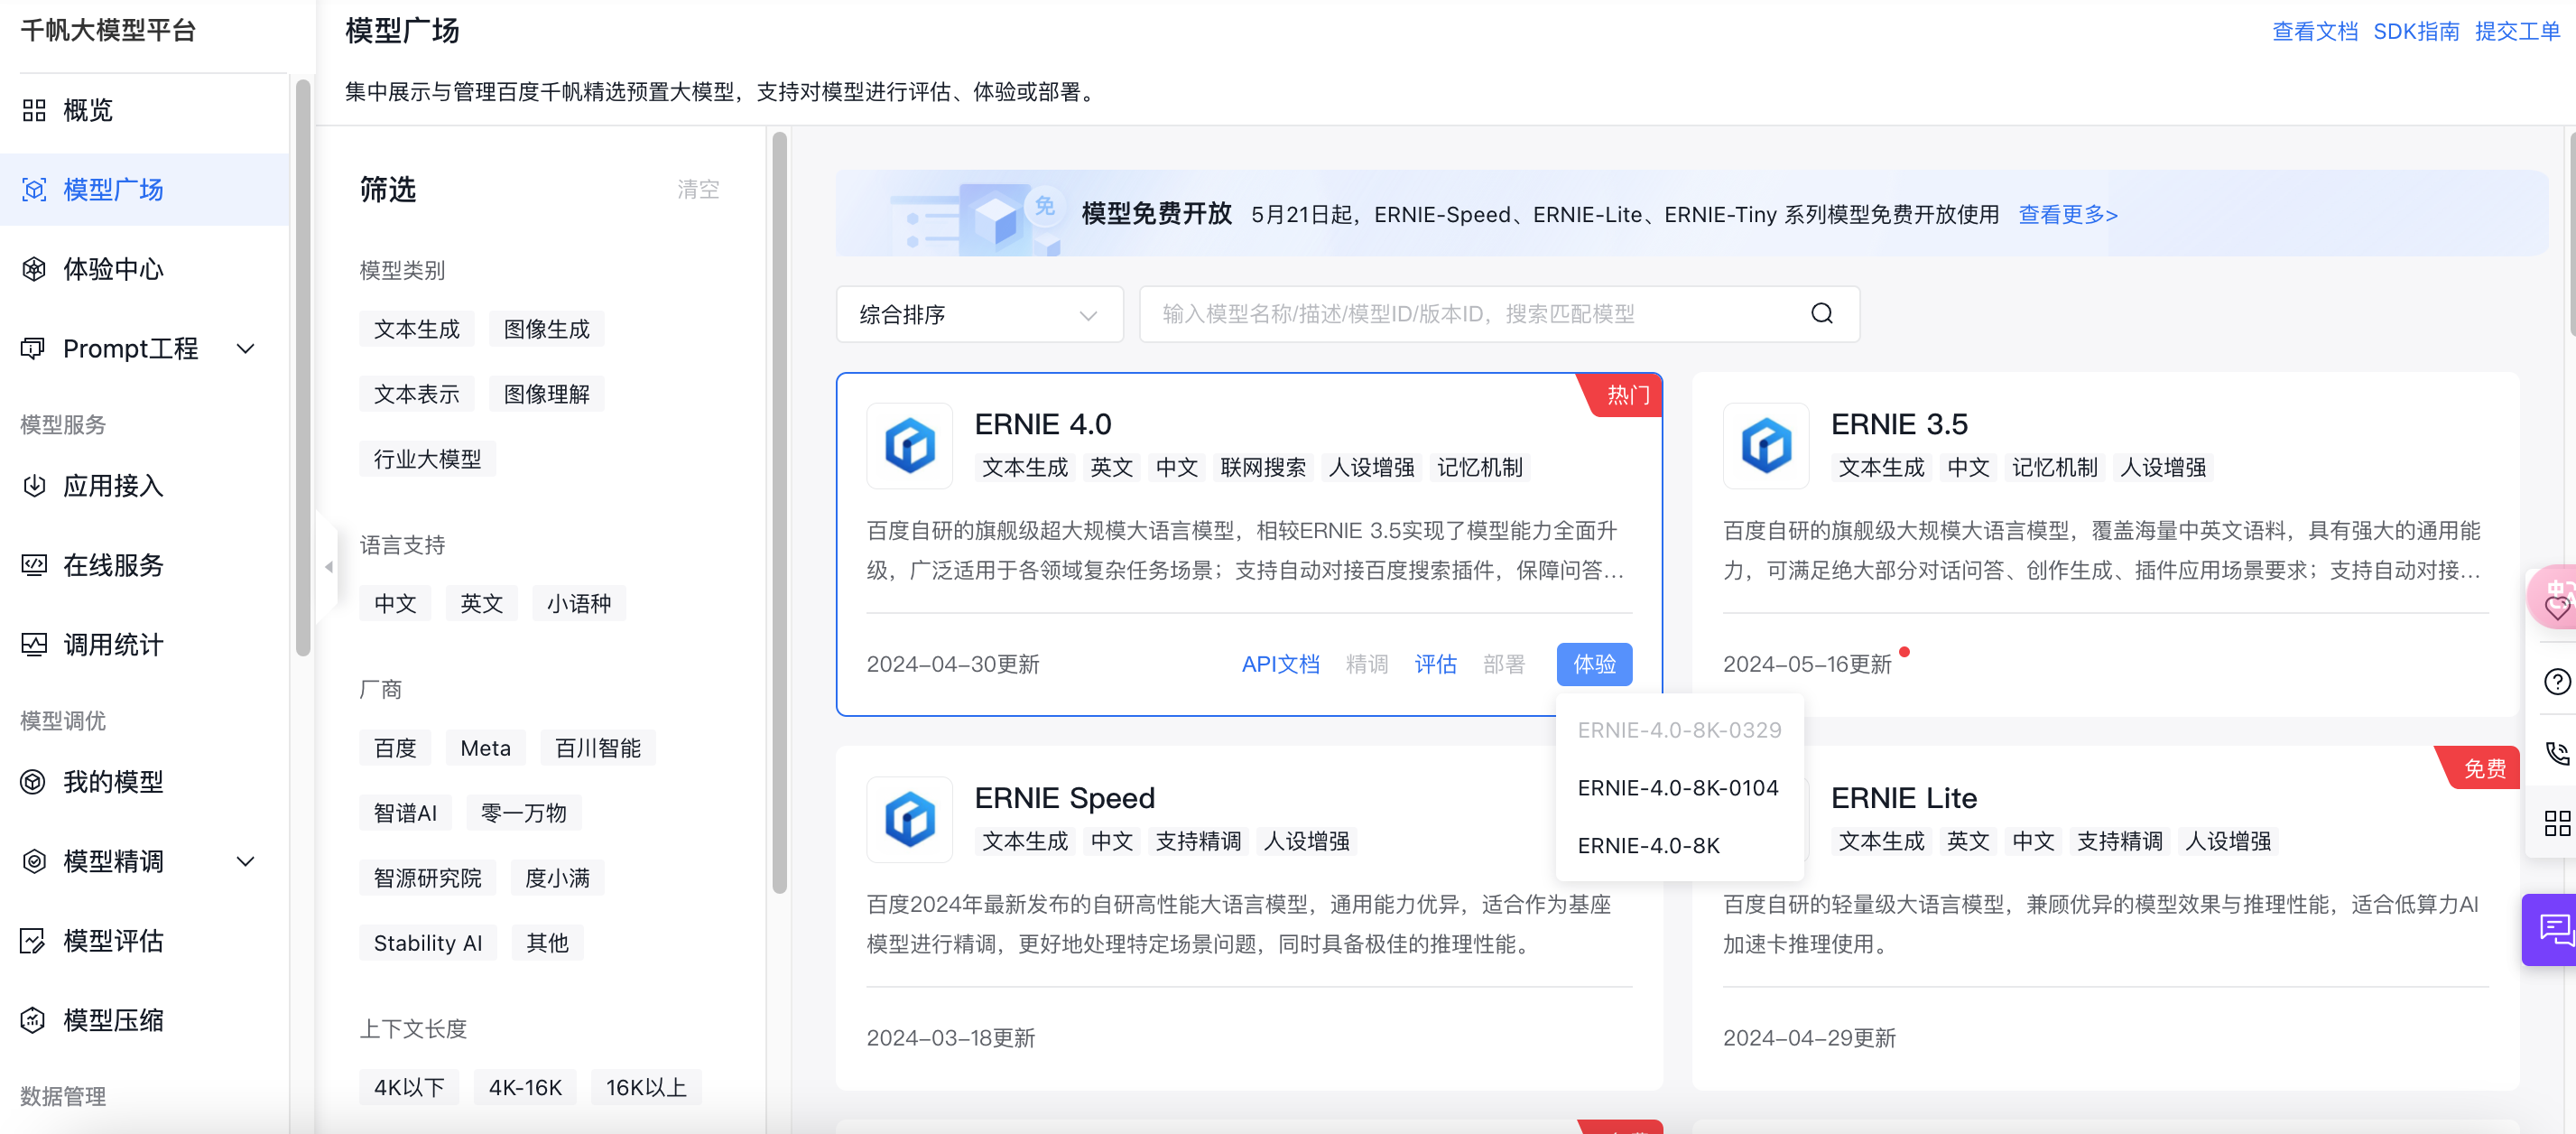 千帆大模型平台
概览
模型广场
体验中心
Prompt工程
模型服务
应用接入
在线服务
调用统计
模型调优
我的模型
模型精调
模型评估
模型压缩
数据管理
模型广场
查看文档 SDK指南 提交工单
集中展示与管理百度千帆精选预置大模型，支持对模型进行评估、体验或部署。
筛选 清空
模型类别
文本生成 图像生成
文本表示 图像理解
行业大模型
语言支持
中文 英文 小语种
厂商
百度 Meta 百川智能
智谱AI 零一万物
智源研究院 度小满
Stability AI 其他
上下文长度
4K以下 4K-16K 16K以上
免 模型免费开放 5月21日起，ERNIE-Speed、ERNIE-Lite、ERNIE-Tiny 系列模型免费开放使用 查看更多>
综合排序 输入模型名称/描述/模型ID/版本ID，搜索匹配模型
热门
ERNIE 4.0
文本生成 英文 中文 联网搜索 人设增强 记忆机制
百度自研的旗舰级超大规模大语言模型，相较ERNIE 3.5实现了模型能力全面升
级，广泛适用于各领域复杂任务场景；支持自动对接百度搜索插件，保障问答...
2024-04-30更新 API文档 精调 评估 部署 体验
ERNIE-4.0-8K-0329
ERNIE-4.0-8K-0104
ERNIE-4.0-8K
ERNIE 3.5
文本生成 中文 记忆机制 人设增强
百度自研的旗舰级大规模大语言模型，覆盖海量中英文语料，具有强大的通用能
力，可满足绝大部分对话问答、创作生成、插件应用场景要求；支持自动对接...
2024-05-16更新
ERNIE Speed
文本生成 中文 支持精调 人设增强
百度2024年最新发布的自研高性能大语言模型，通用能力优异，适合作为基座
模型进行精调，更好地处理特定场景问题，同时具备极佳的推理性能。
2024-03-18更新
免费
ERNIE Lite
文本生成 英文 中文 支持精调 人设增强
百度自研的轻量级大语言模型，兼顾优异的模型效果与推理性能，适合低算力AI
加速卡推理使用。
2024-04-29更新